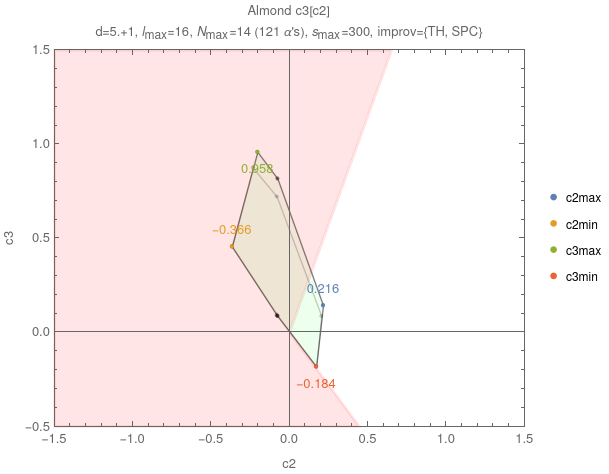 Almond c3[c2]
d=5.+1, lmax=16, Nmax=14 (121 α's), smax=300, improv={TH, SPC}
1.5
1.0
0.958
0.5
-0.366
0.216
0.0
-0.184
-0.5
-1.5 -1.0 -0.5 0.0 0.5 1.0 1.5
c3
c2
c2max
c2min
c3max
c3min